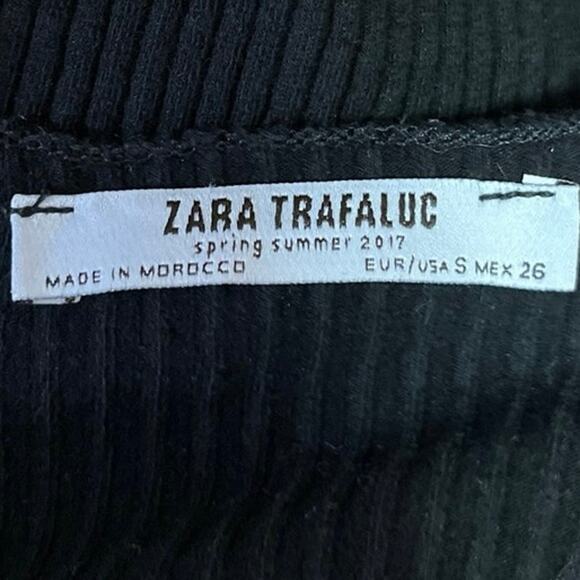 ZARA TRAFALUC
spring summer 2017
MADE IN MOROCCO EUR/USA S MEX 26